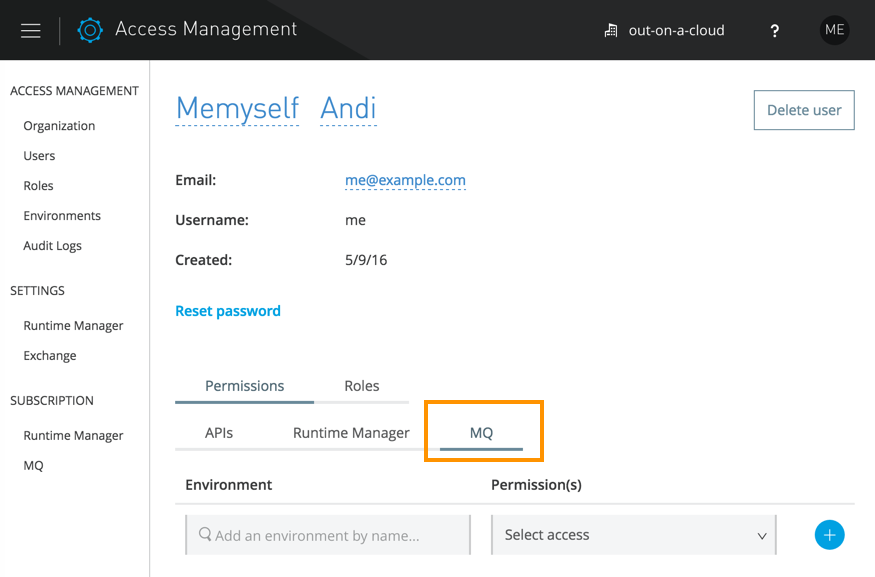 Access Management
out-on-a-cloud
?
ME
ACCESS MANAGEMENT
Organization
Users
Roles
Environments
Audit Logs
SETTINGS
Runtime Manager
Exchange
SUBSCRIPTION
Runtime Manager
MQ
Memyself Andi
Delete user
Email: me@example.com
Username: me
Created: 5/9/16
Reset password
Permissions Roles
APIs Runtime Manager MQ
Environment Permission(s)
Add an environment by name... Select access